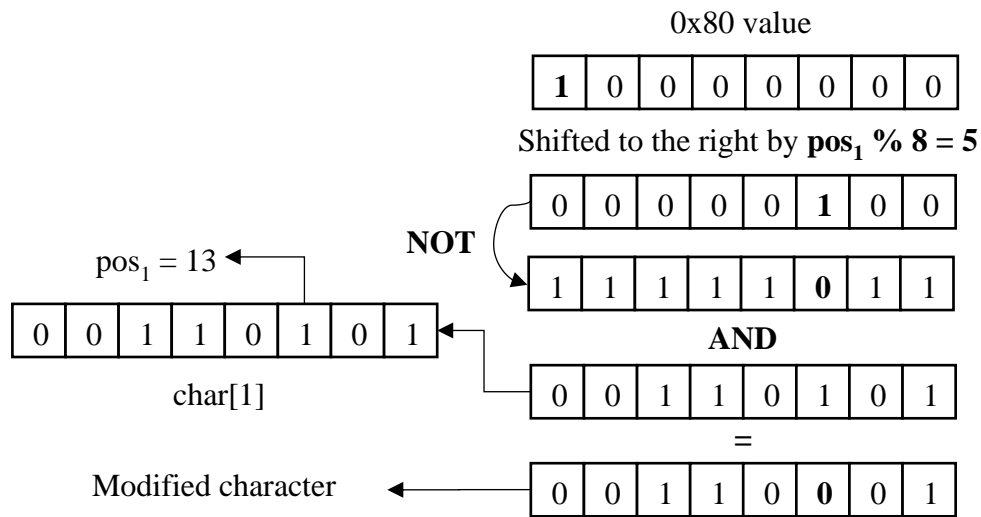 0x80 value
1 0 0 0 0 0 0 0
Shifted to the right by pos₁ % 8 = 5
0 0 0 0 0 1 0 0
NOT
pos₁ = 13
1 1 1 1 1 0 1 1
0 0 1 1 0 1 0 1
AND
char[1]
0 0 1 1 0 1 0 1
=
Modified character
0 0 1 1 0 0 0 1